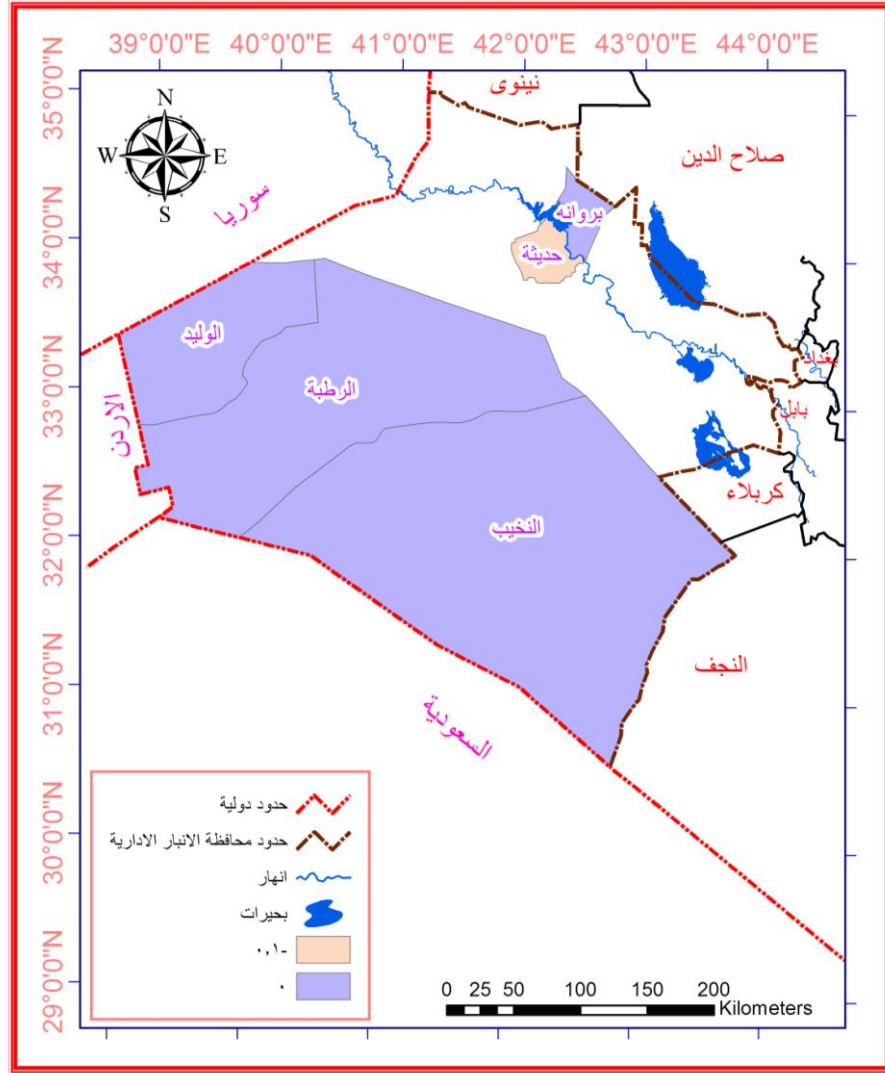 39°0'0"E 40°0'0"E 41°0'0"E 42°0'0"E 43°0'0"E 44°0'0"E
35°0'0"N
34°0'0"N
33°0'0"N
32°0'0"N
31°0'0"N
30°0'0"N
29°0'0"N
N
W E
S
نينوى
صلاح الدين
سوريا
بروانه
حديثة
الوليد
بغداد
الرطبة
بابل
الاردن
كربلاء
النخيب
النجف
السعودية
حدود دولية
حدود محافظة الانبار الادارية
انهار
بحيرات
٠,١-
٠
0 25 50 100 150 200
Kilometers